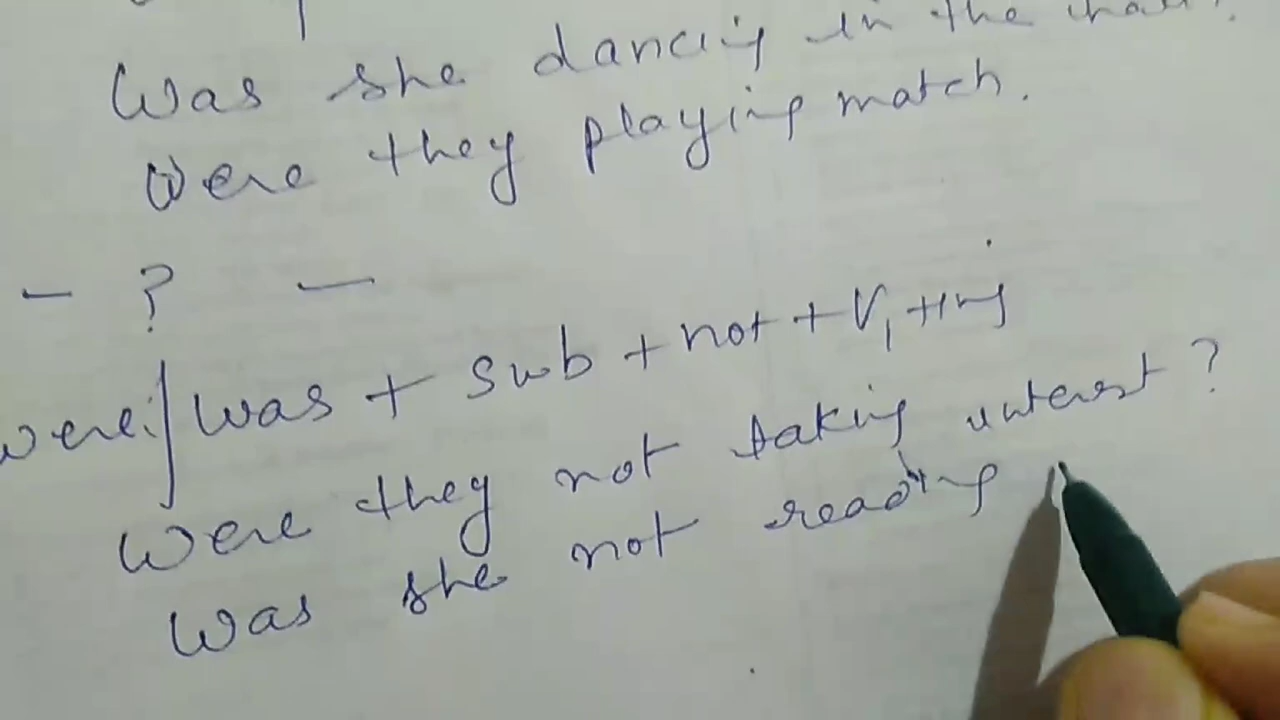 Was she dancing in the
Were they playing match.
- ? -
were / was + sub + not + V1 + ing
Were they not taking interest ?
Was she not reading